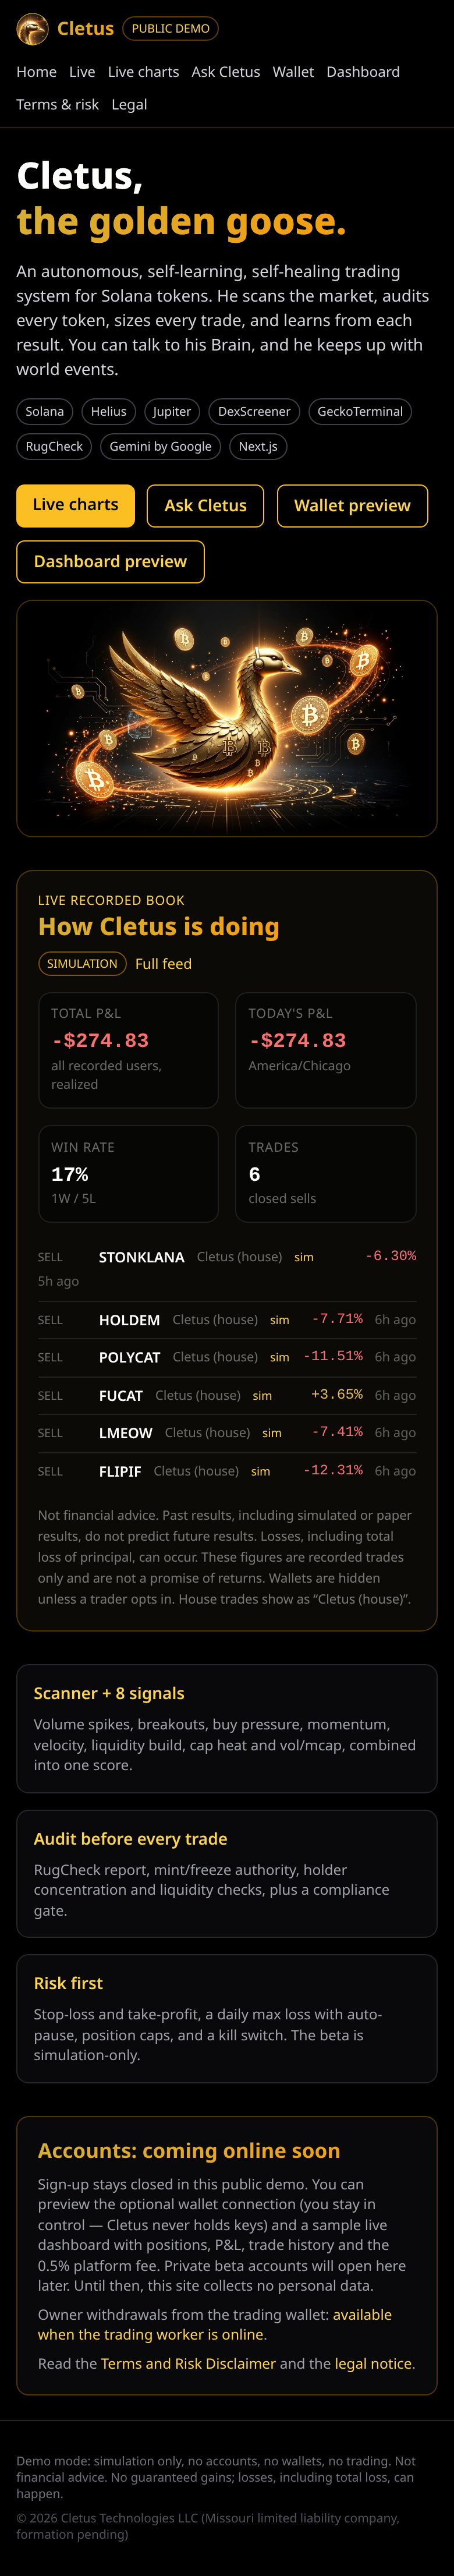 Cletus PUBLIC DEMO
Home Live Live charts Ask Cletus Wallet Dashboard
Terms & risk Legal
Cletus,
the golden goose.
An autonomous, self-learning, self-healing trading
system for Solana tokens. He scans the market, audits
every token, sizes every trade, and learns from each
result. You can talk to his Brain, and he keeps up with
world events.
Solana Helius Jupiter DexScreener GeckoTerminal
RugCheck Gemini by Google Next.js
Live charts Ask Cletus Wallet preview
Dashboard preview
LIVE RECORDED BOOK
How Cletus is doing
SIMULATION Full feed
TOTAL P&L TODAY'S P&L
-$274.83 -$274.83
all recorded users, America/Chicago
realized
WIN RATE TRADES
17% 6
1W / 5L closed sells
SELL STONKLANA Cletus (house) sim -6.30%
5h ago
SELL HOLDEM Cletus (house) sim -7.71% 6h ago
SELL POLYCAT Cletus (house) sim -11.51% 6h ago
SELL FUCAT Cletus (house) sim +3.65% 6h ago
SELL LMEOW Cletus (house) sim -7.41% 6h ago
SELL FLIPIF Cletus (house) sim -12.31% 6h ago
Not financial advice. Past results, including simulated or paper
results, do not predict future results. Losses, including total
loss of principal, can occur. These figures are recorded trades
only and are not a promise of returns. Wallets are hidden
unless a trader opts in. House trades show as “Cletus (house)”.
Scanner + 8 signals
Volume spikes, breakouts, buy pressure, momentum,
velocity, liquidity build, cap heat and vol/mcap, combined
into one score.
Audit before every trade
RugCheck report, mint/freeze authority, holder
concentration and liquidity checks, plus a compliance
gate.
Risk first
Stop-loss and take-profit, a daily max loss with auto-
pause, position caps, and a kill switch. The beta is
simulation-only.
Accounts: coming online soon
Sign-up stays closed in this public demo. You can
preview the optional wallet connection (you stay in
control — Cletus never holds keys) and a sample live
dashboard with positions, P&L, trade history and the
0.5% platform fee. Private beta accounts will open here
later. Until then, this site collects no personal data.
Owner withdrawals from the trading wallet: available
when the trading worker is online.
Read the Terms and Risk Disclaimer and the legal notice.
Demo mode: simulation only, no accounts, no wallets, no trading. Not
financial advice. No guaranteed gains; losses, including total loss, can
happen.
© 2026 Cletus Technologies LLC (Missouri limited liability company,
formation pending)